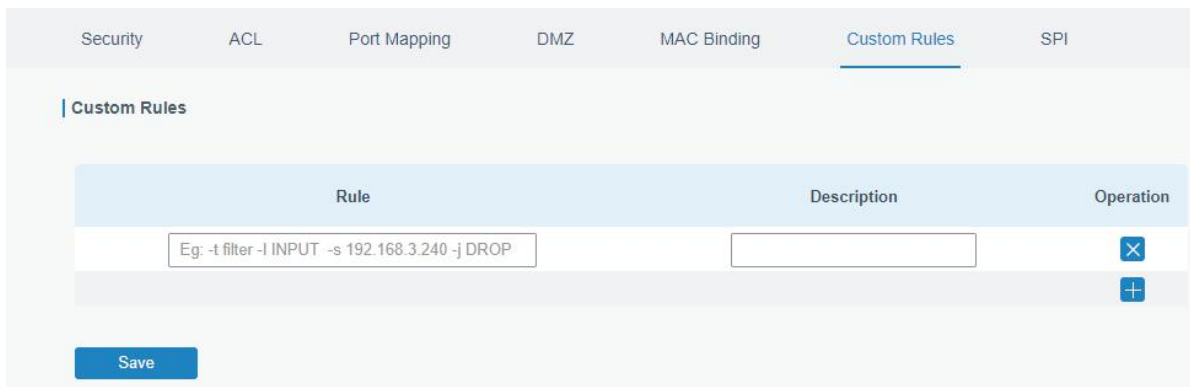 Security ACL Port Mapping DMZ MAC Binding Custom Rules SPI
Custom Rules
Rule Description Operation
Eg: -t filter -I INPUT -s 192.168.3.240 -j DROP
Save